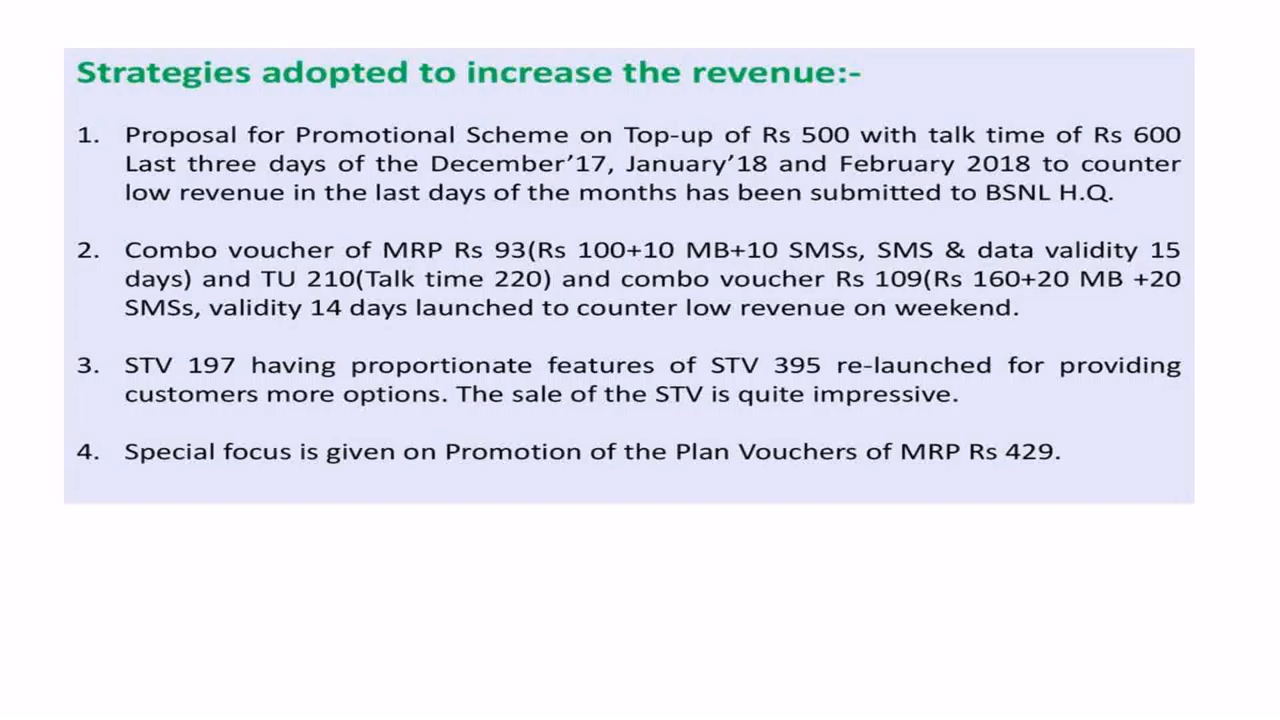 Strategies adopted to increase the revenue:-
1. Proposal for Promotional Scheme on Top-up of Rs 500 with talk time of Rs 600
Last three days of the December’17, January’18 and February 2018 to counter
low revenue in the last days of the months has been submitted to BSNL H.Q.
2. Combo voucher of MRP Rs 93(Rs 100+10 MB+10 SMSs, SMS & data validity 15
days) and TU 210(Talk time 220) and combo voucher Rs 109(Rs 160+20 MB +20
SMSs, validity 14 days launched to counter low revenue on weekend.
3. STV 197 having proportionate features of STV 395 re-launched for providing
customers more options. The sale of the STV is quite impressive.
4. Special focus is given on Promotion of the Plan Vouchers of MRP Rs 429.